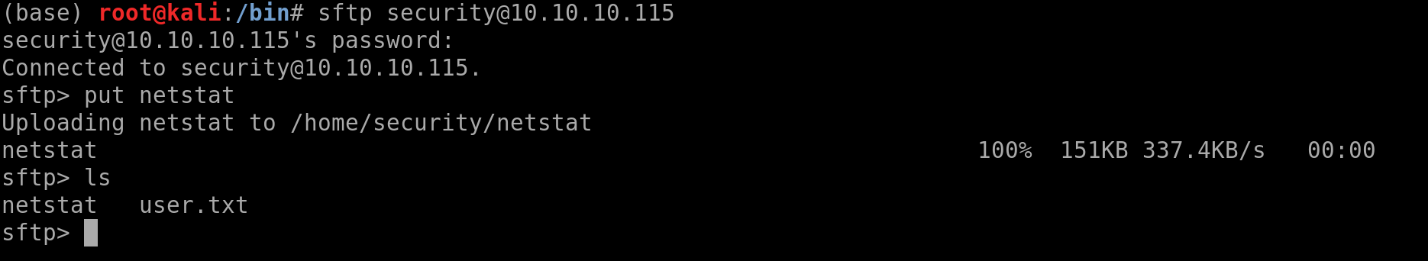 (base) root@kali:/bin# sftp security@10.10.10.115
security@10.10.10.115's password:
Connected to security@10.10.10.115.
sftp> put netstat
Uploading netstat to /home/security/netstat
netstat 100% 151KB 337.4KB/s 00:00
sftp> ls
netstat user.txt
sftp>